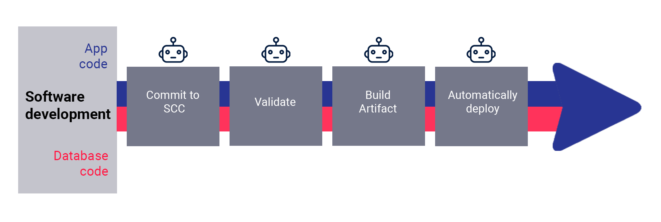 App
code
Software
development
Database
code
Commit to
SCC
Validate
Build
Artifact
Automatically
deploy